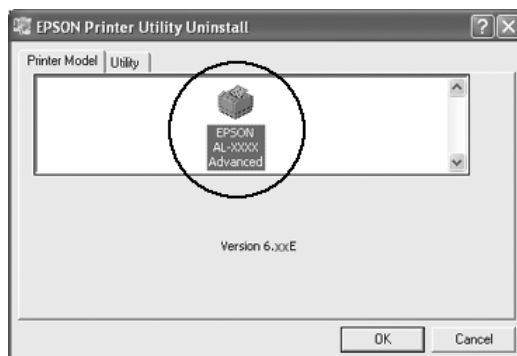 EPSON Printer Utility Uninstall
Printer Model Utility
EPSON
AL-XXXX
Advanced
Version 6.xxE
OK Cancel